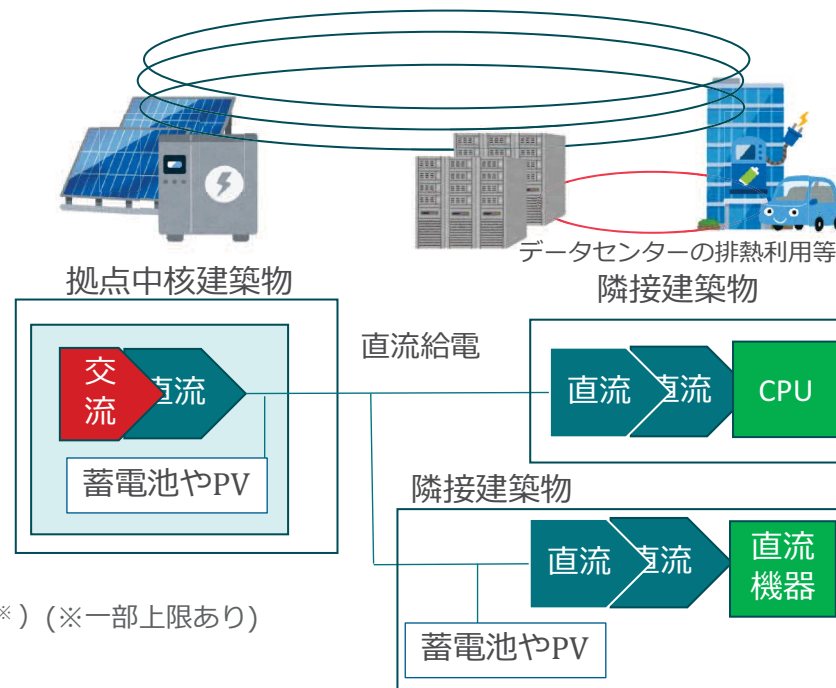 データセンターの排熱利用等
拠点中核建築物
隣接建築物
直流給電
交
流
直流
直流
直流
CPU
蓄電池やPV
隣接建築物
直流
直流
直流
機器
※）(※一部上限あり)
蓄電池やPV